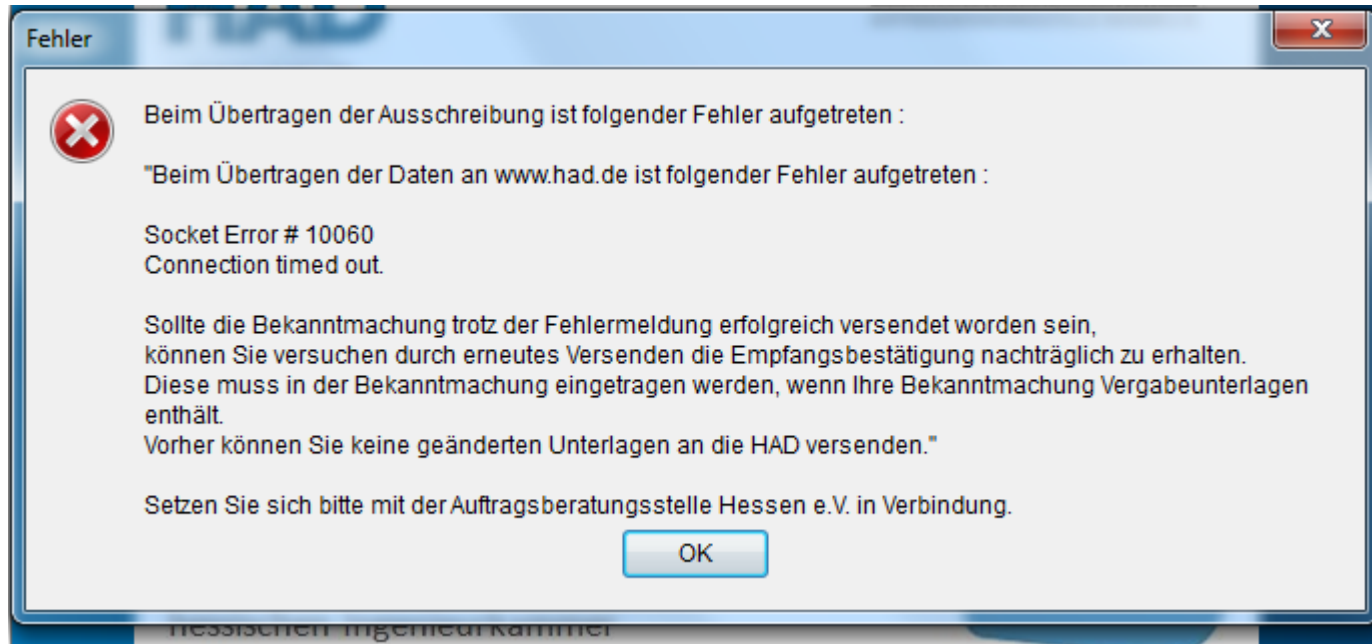 HAD
Fehler
Beim Übertragen der Ausschreibung ist folgender Fehler aufgetreten :
"Beim Übertragen der Daten an www.had.de ist folgender Fehler aufgetreten :
Socket Error # 10060
Connection timed out.
Sollte die Bekanntmachung trotz der Fehlermeldung erfolgreich versendet worden sein,
können Sie versuchen durch erneutes Versenden die Empfangsbestätigung nachträglich zu erhalten.
Diese muss in der Bekanntmachung eingetragen werden, wenn Ihre Bekanntmachung Vergabeunterlagen
enthält.
Vorher können Sie keine geänderten Unterlagen an die HAD versenden."
Setzen Sie sich bitte mit der Auftragsberatungsstelle Hessen e.V. in Verbindung.
OK
hessischen Ingenieurkammer